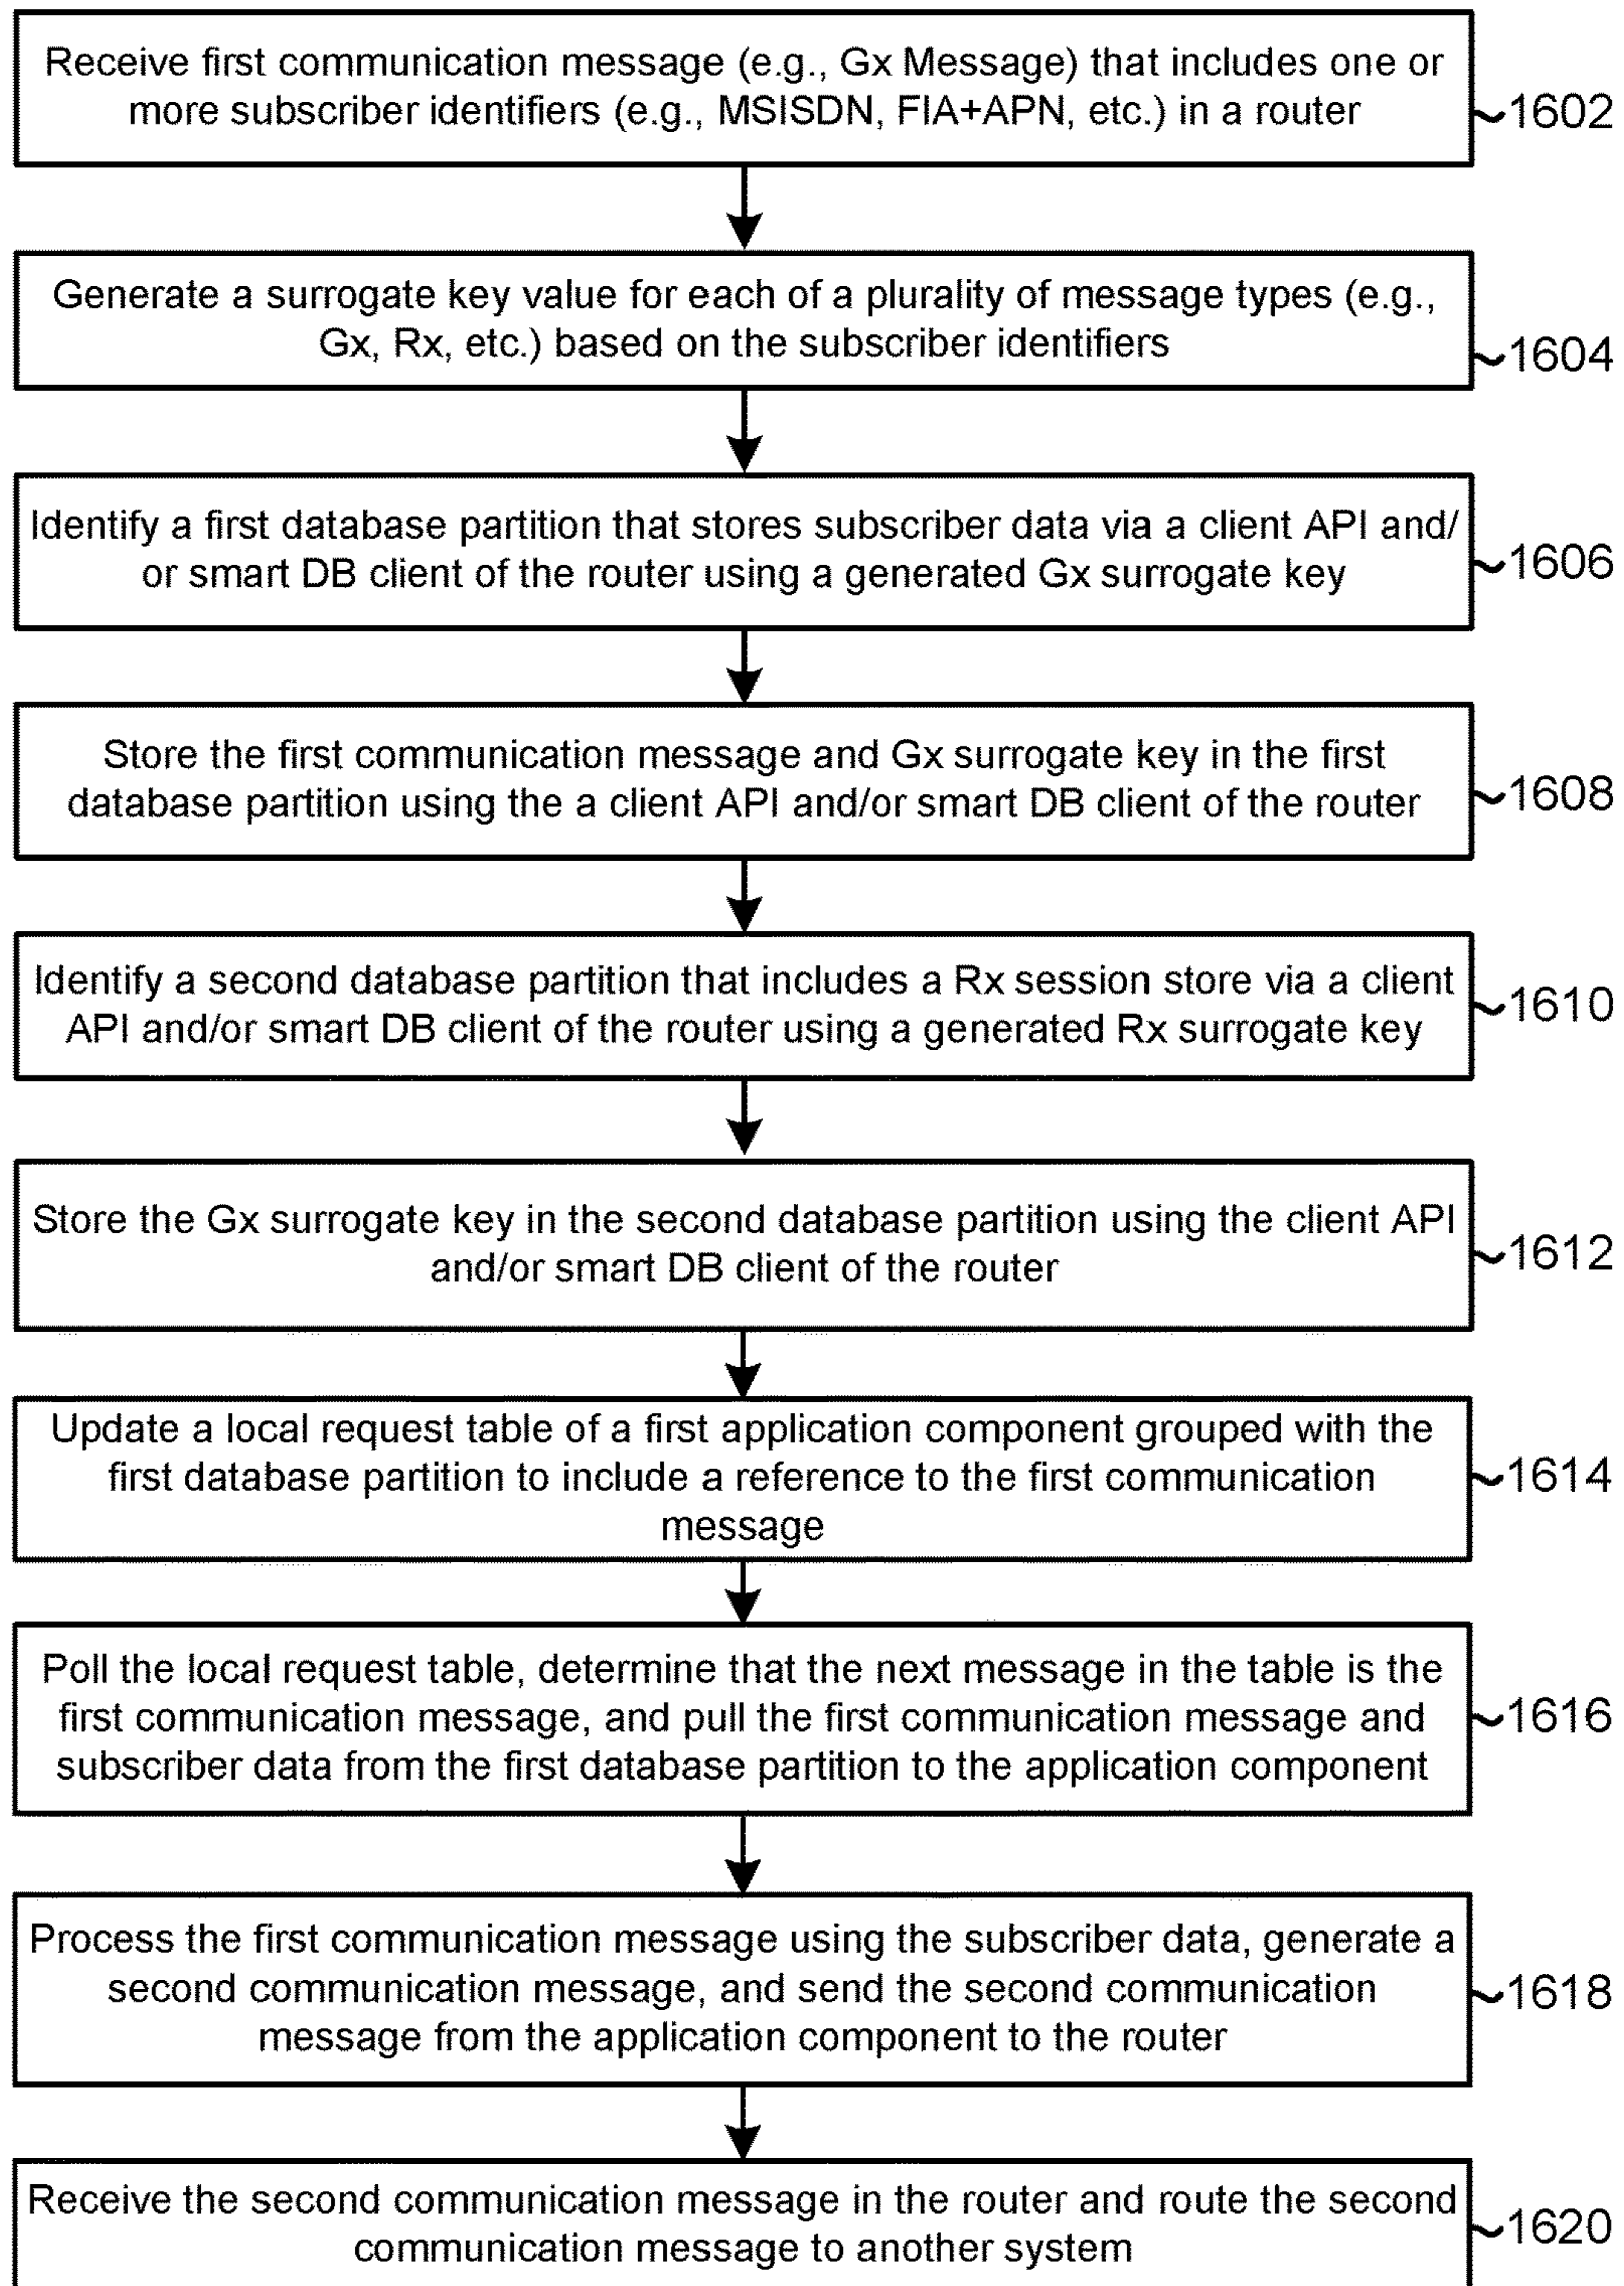 Receive first communication message (e.g., Gx Message) that includes one or
more subscriber identifiers (e.g., MSISDN, FIA+APN, etc.) in a router
1602
Generate a surrogate key value for each of a plurality of message types (e.g.,
Gx, Rx, etc.) based on the subscriber identifiers
1604
Identify a first database partition that stores subscriber data via a client API and/
or smart DB client of the router using a generated Gx surrogate key
1606
Store the first communication message and Gx surrogate key in the first
database partition using the a client API and/or smart DB client of the router
1608
Identify a second database partition that includes a Rx session store via a client
API and/or smart DB client of the router using a generated Rx surrogate key
1610
Store the Gx surrogate key in the second database partition using the client API
and/or smart DB client of the router
1612
Update a local request table of a first application component grouped with the
first database partition to include a reference to the first communication
message
1614
Poll the local request table, determine that the next message in the table is the
first communication message, and pull the first communication message and
subscriber data from the first database partition to the application component
1616
Process the first communication message using the subscriber data, generate a
second communication message, and send the second communication
message from the application component to the router
1618
Receive the second communication message in the router and route the second
communication message to another system
1620